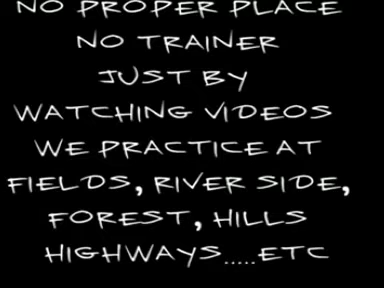 NO PROPER PLACE
NO TRAINER
JUST BY
WATCHING VIDEOS
WE PRACTICE AT
FIELDS, RIVER SIDE,
FOREST, HILLS
HIGHWAYS.....ETC